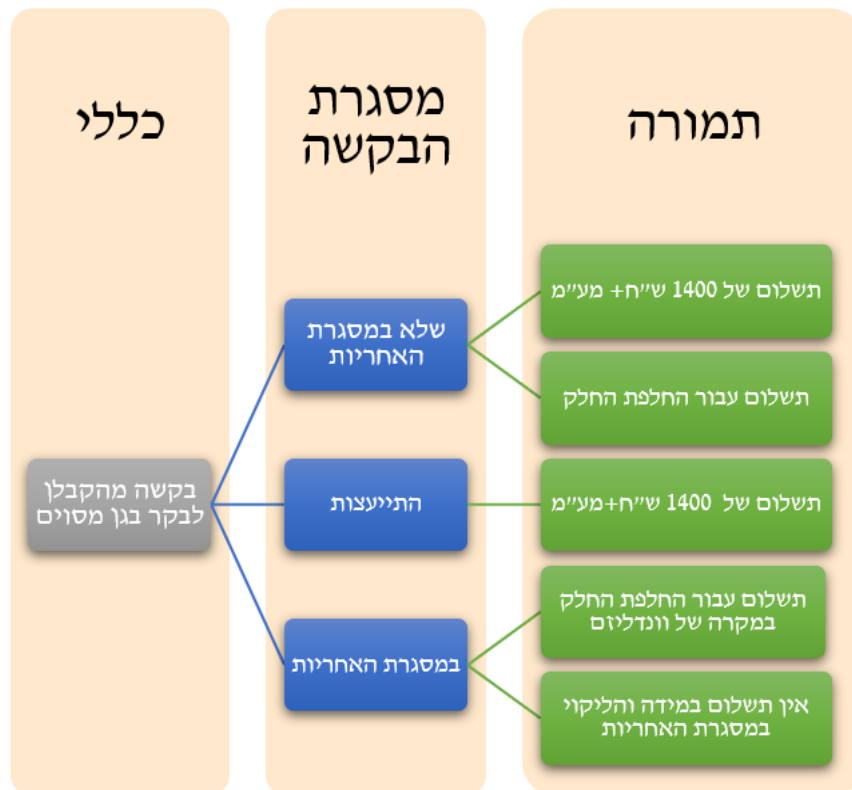 כללי
מסגרת
הבקשה
תמורה
בקשה מהקבלן
לבקר בגן מסוים
שלא במסגרת
האחריות
התייעצות
במסגרת האחריות
תשלום של 1400 ש״ח+ מע״מ
תשלום עבור החלפת החלק
תשלום של 1400 ש״ח+מע״מ
תשלום עבור החלפת החלק
במקרה של וונדליזם
אין תשלום במידה והליקוי
במסגרת האחריות